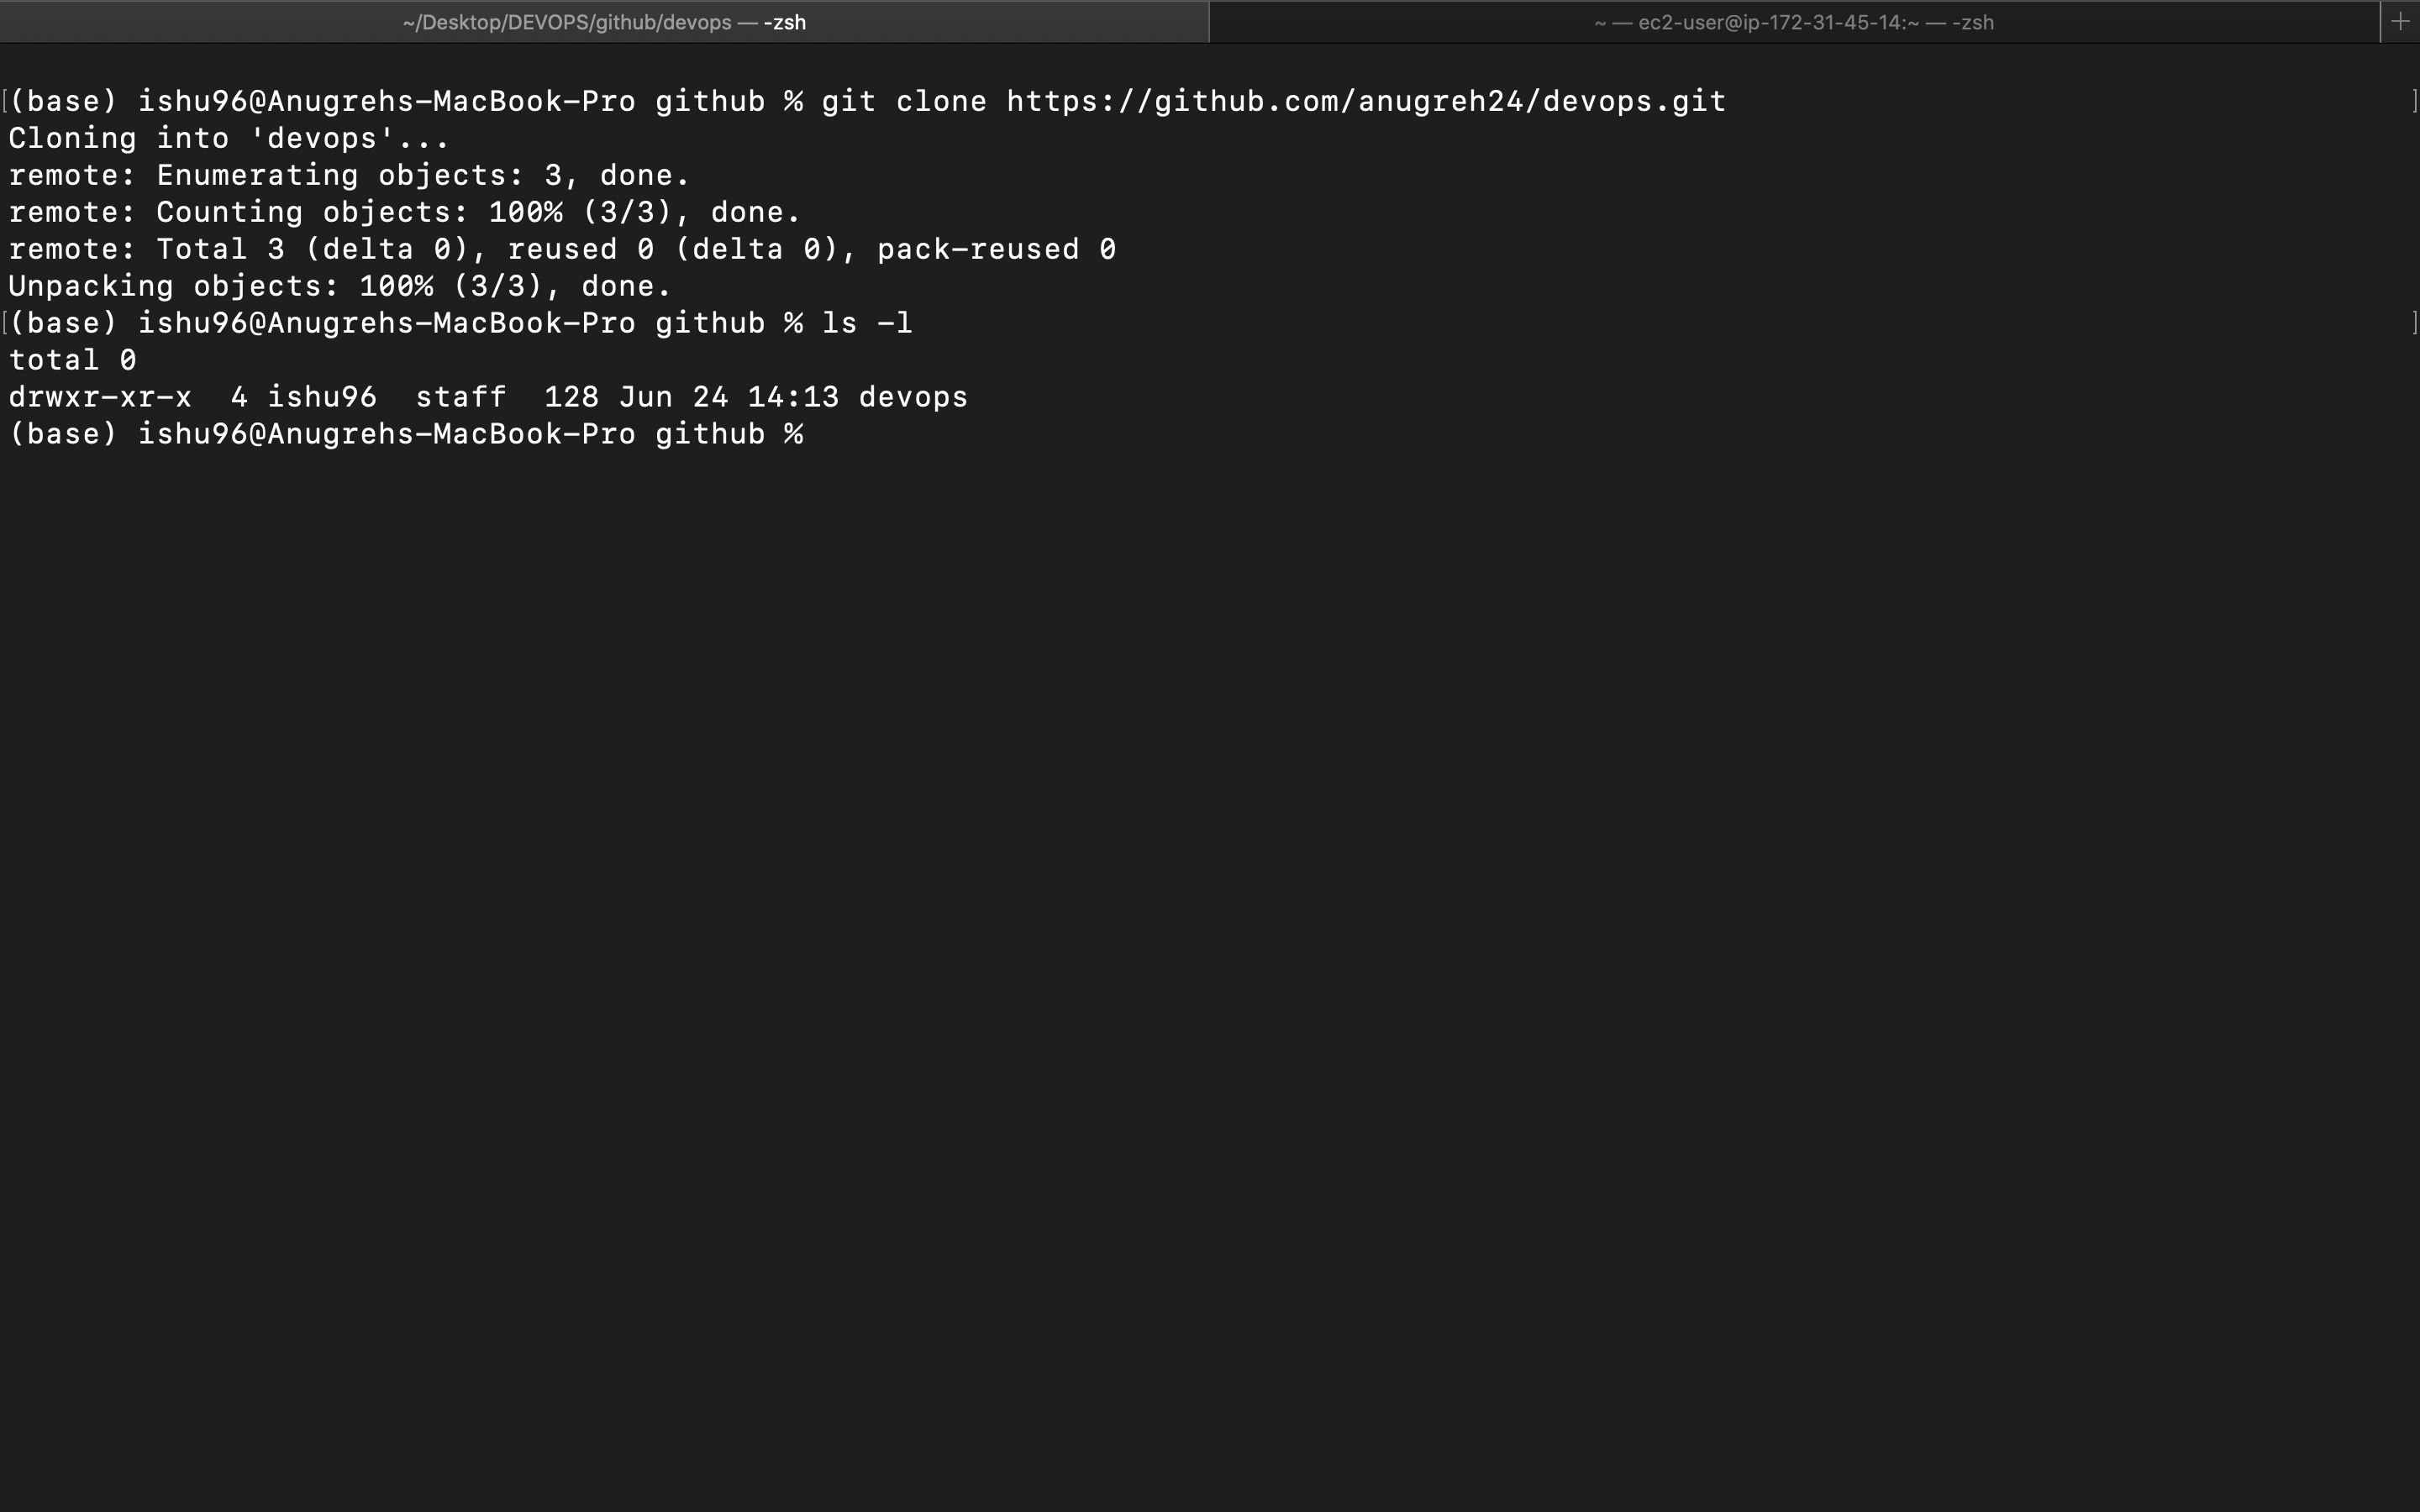 ~/Desktop/DEVOPS/github/devops — -zsh
~ — ec2-user@ip-172-31-45-14:~ — -zsh
+
[(base) ishu96@Anugrehs-MacBook-Pro github % git clone https://github.com/anugreh24/devops.git ]
Cloning into 'devops'...
remote: Enumerating objects: 3, done.
remote: Counting objects: 100% (3/3), done.
remote: Total 3 (delta 0), reused 0 (delta 0), pack-reused 0
Unpacking objects: 100% (3/3), done.
[(base) ishu96@Anugrehs-MacBook-Pro github % ls -l ]
total 0
drwxr-xr-x  4 ishu96  staff  128 Jun 24 14:13 devops
(base) ishu96@Anugrehs-MacBook-Pro github %